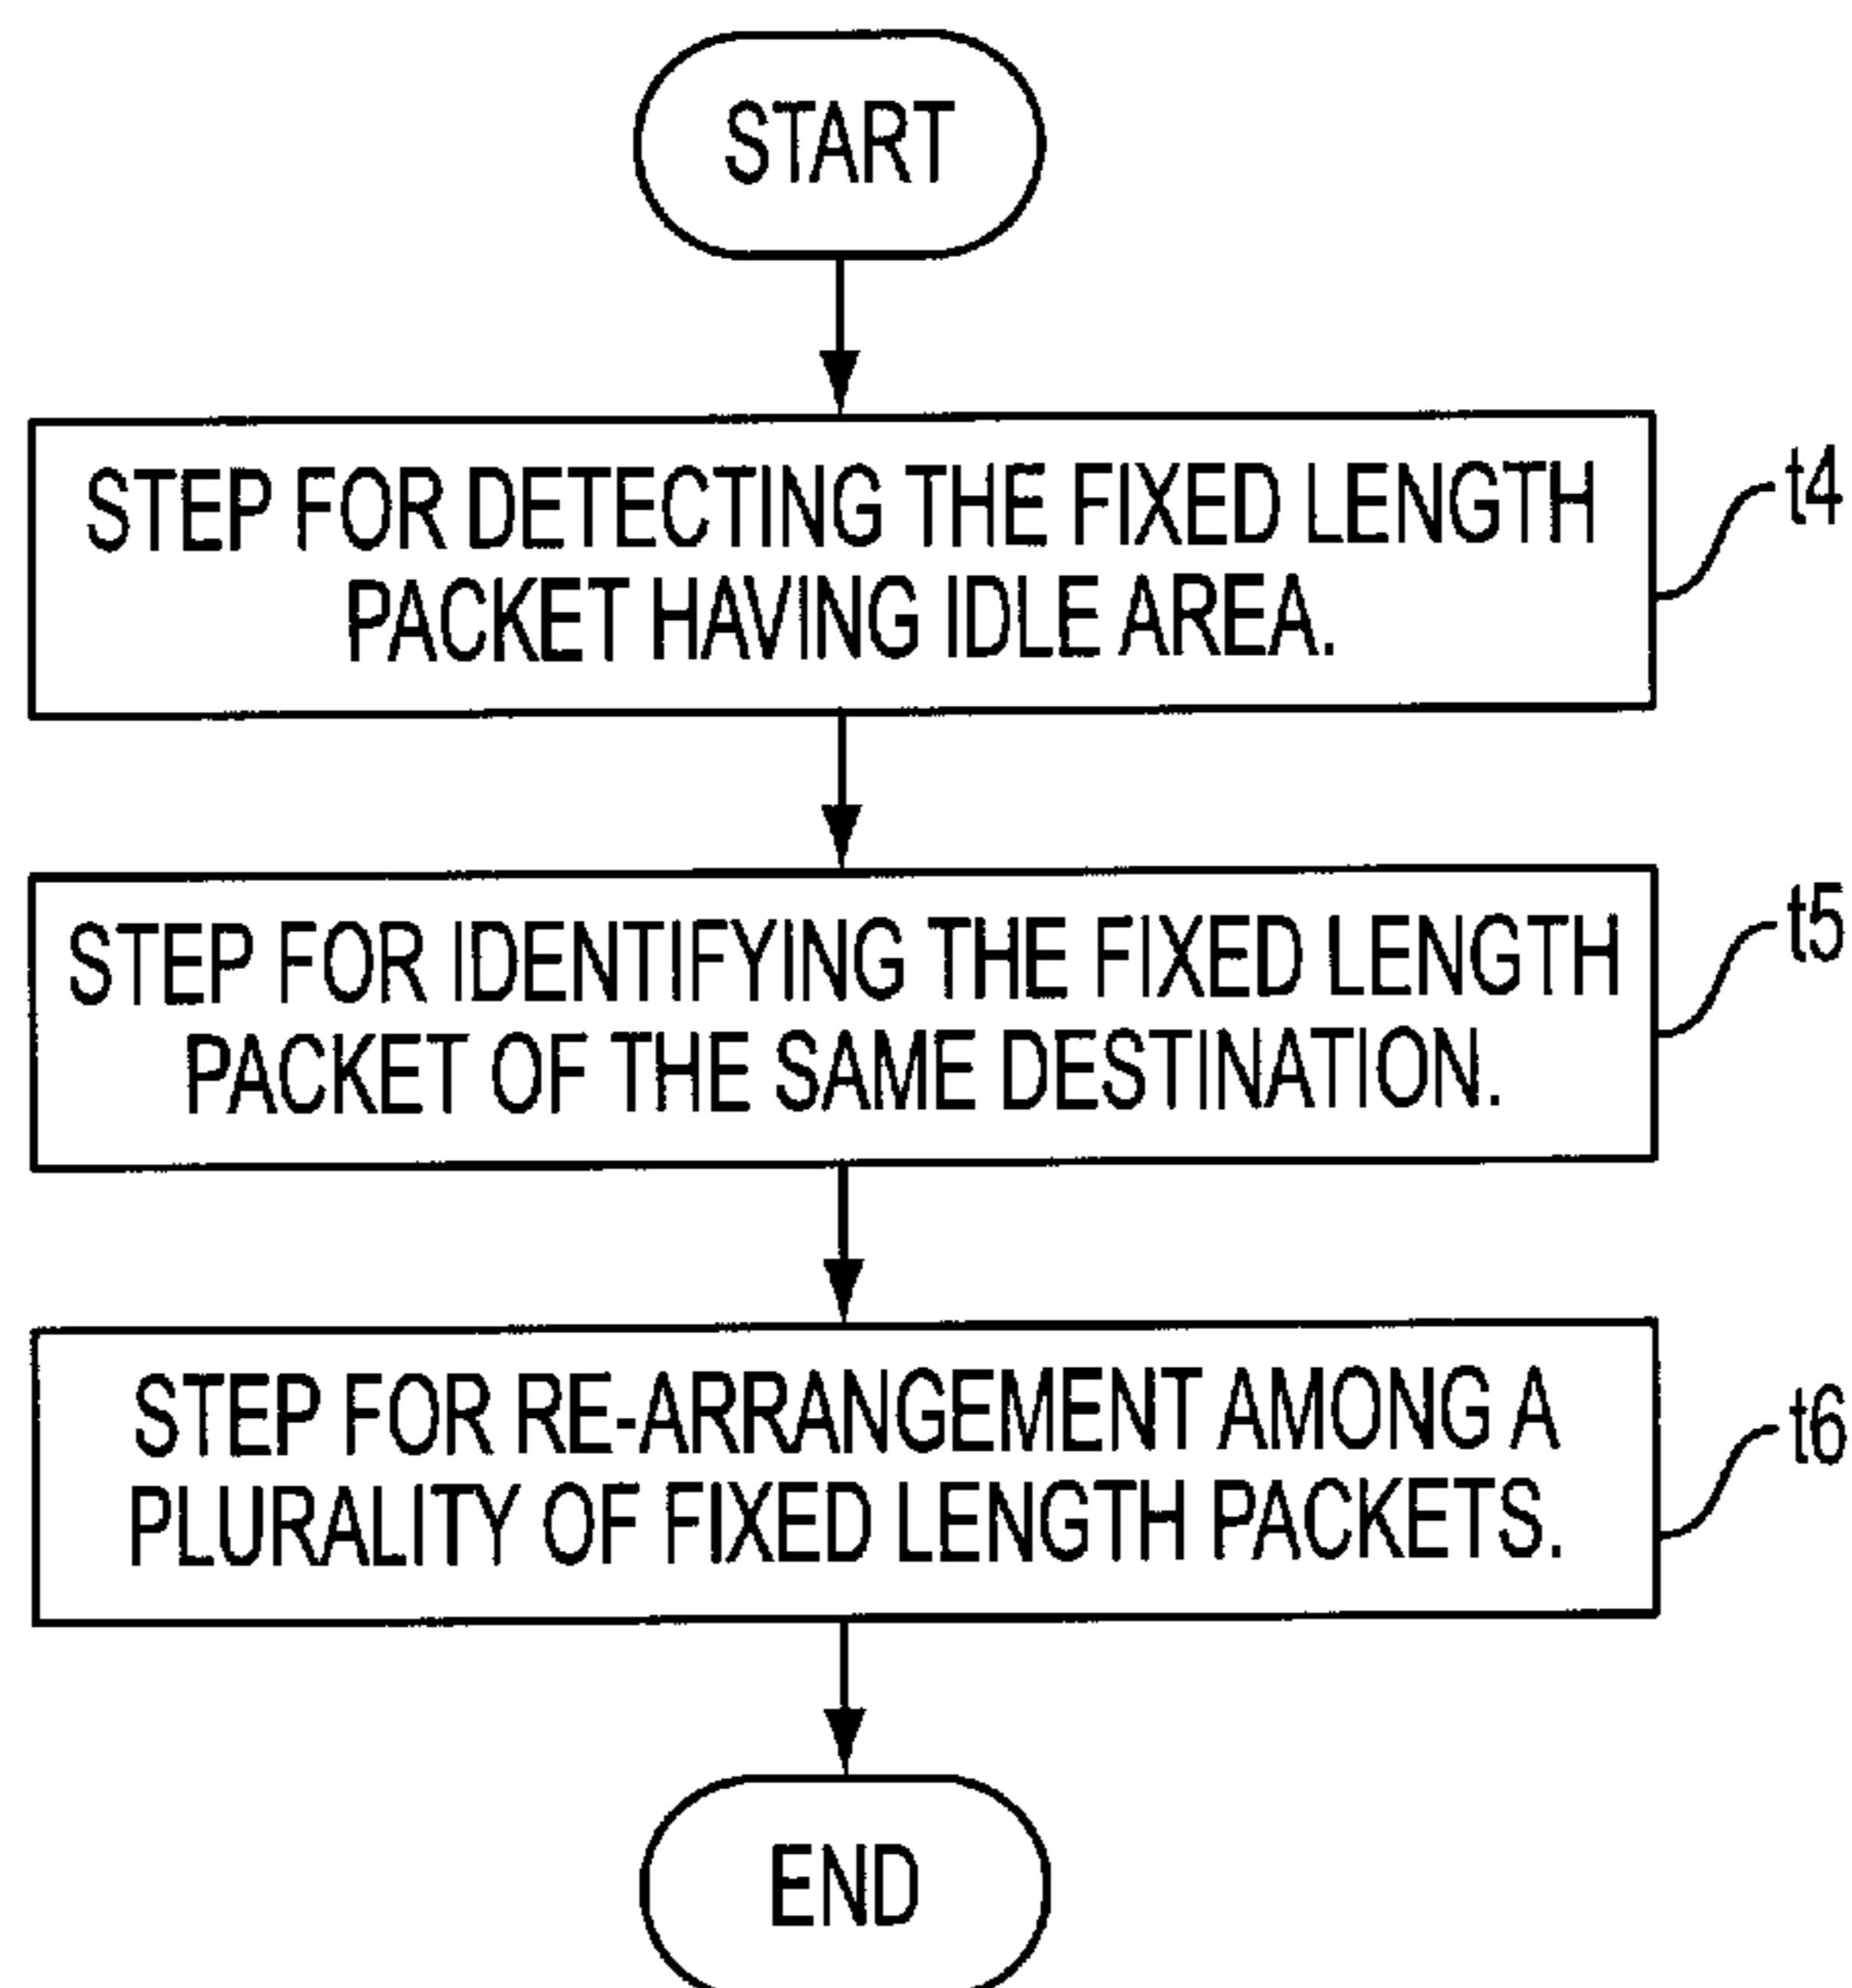 START
STEP FOR DETECTING THE FIXED LENGTH
PACKET HAVING IDLE AREA.
t4
STEP FOR IDENTIFYING THE FIXED LENGTH
PACKET OF THE SAME DESTINATION.
t5
STEP FOR RE-ARRANGEMENT AMONG A
PLURALITY OF FIXED LENGTH PACKETS.
t6
END